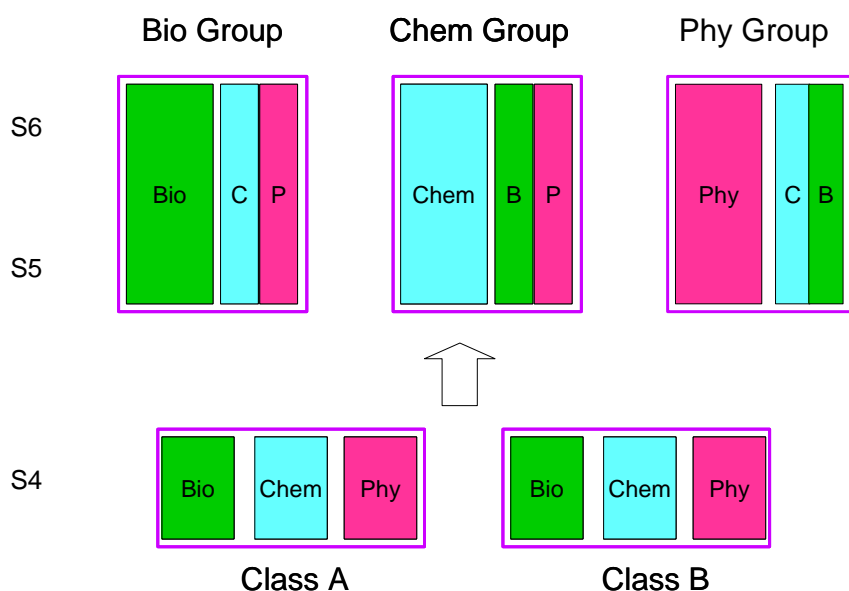 Bio Group Chem Group Phy Group
S6
Bio C P Chem B P Phy C B
S5
S4 Bio Chem Phy Bio Chem Phy
Class A Class B